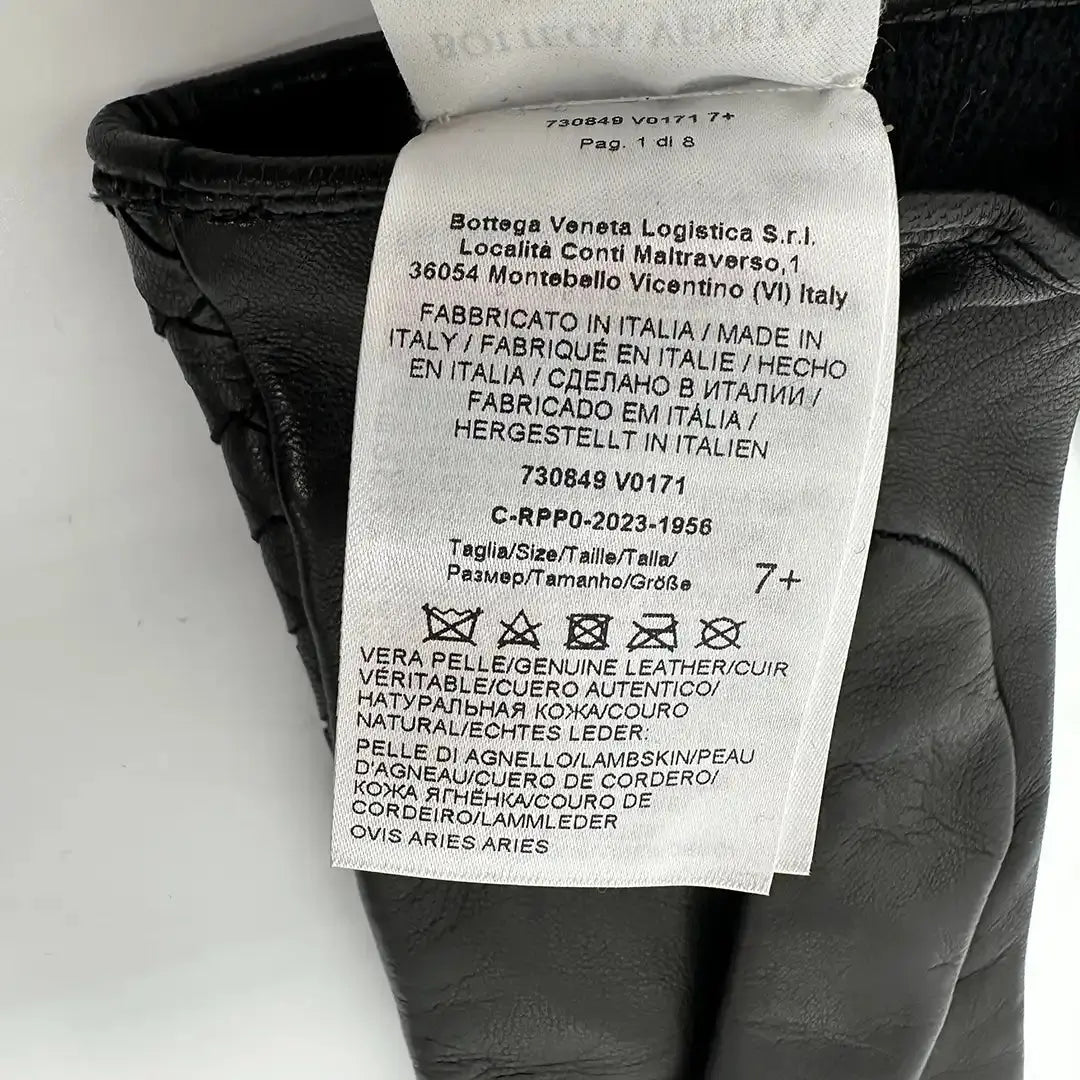 BOTTEGA VENETA
730849 V0171 7+
Pag. 1 di 8
Bottega Veneta Logistica S.r.l.
Località Conti Maltraverso,1
36054 Montebello Vicentino (VI) Italy
FABBRICATO IN ITALIA / MADE IN
ITALY / FABRIQUÉ EN ITALIE / HECHO
EN ITALIA / СДЕЛАНО В ИТАЛИИ /
FABRICADO EM ITÁLIA /
HERGESTELLT IN ITALIEN
730849 V0171
C-RPP0-2023-1956
Taglia/Size/Taille/Talla/
Размер/Tamanho/Größe 7+
VERA PELLE/GENUINE LEATHER/CUIR
VÉRITABLE/CUERO AUTENTICO/
НАТУРАЛЬНАЯ КОЖА/COURO
NATURAL/ECHTES LEDER:
PELLE DI AGNELLO/LAMBSKIN/PEAU
D'AGNEAU/CUERO DE CORDERO/
КОЖА ЯГНЁНКА/COURO DE
CORDEIRO/LAMMLEDER
OVIS ARIES ARIES